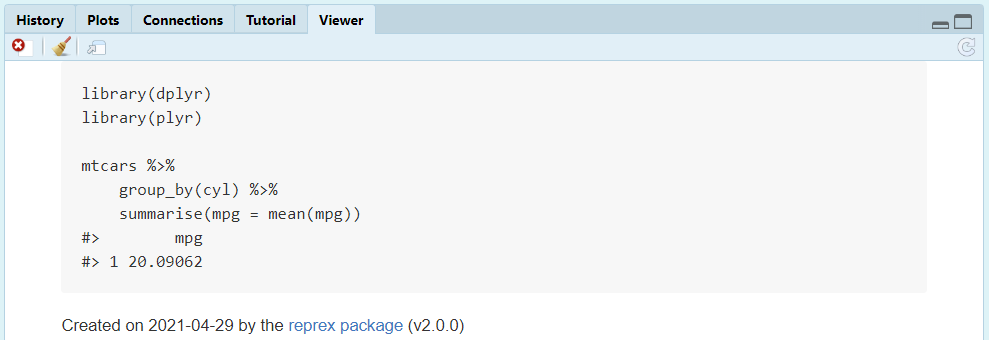 History Plots Connections Tutorial Viewer
library(dplyr)
library(plyr)

mtcars %>%
    group_by(cyl) %>%
    summarise(mpg = mean(mpg))
#>        mpg
#> 1 20.09062
Created on 2021-04-29 by the reprex package (v2.0.0)